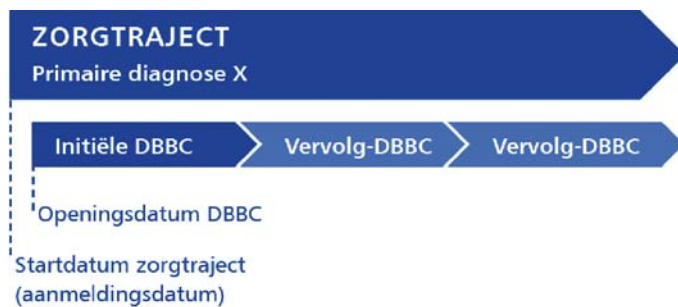 ZORGTRAJECT
Primaire diagnose X
Initiële DBBC
Vervolg-DBBC
Vervolg-DBBC
Openingsdatum DBBC
Startdatum zorgtraject
(aanmeldingsdatum)